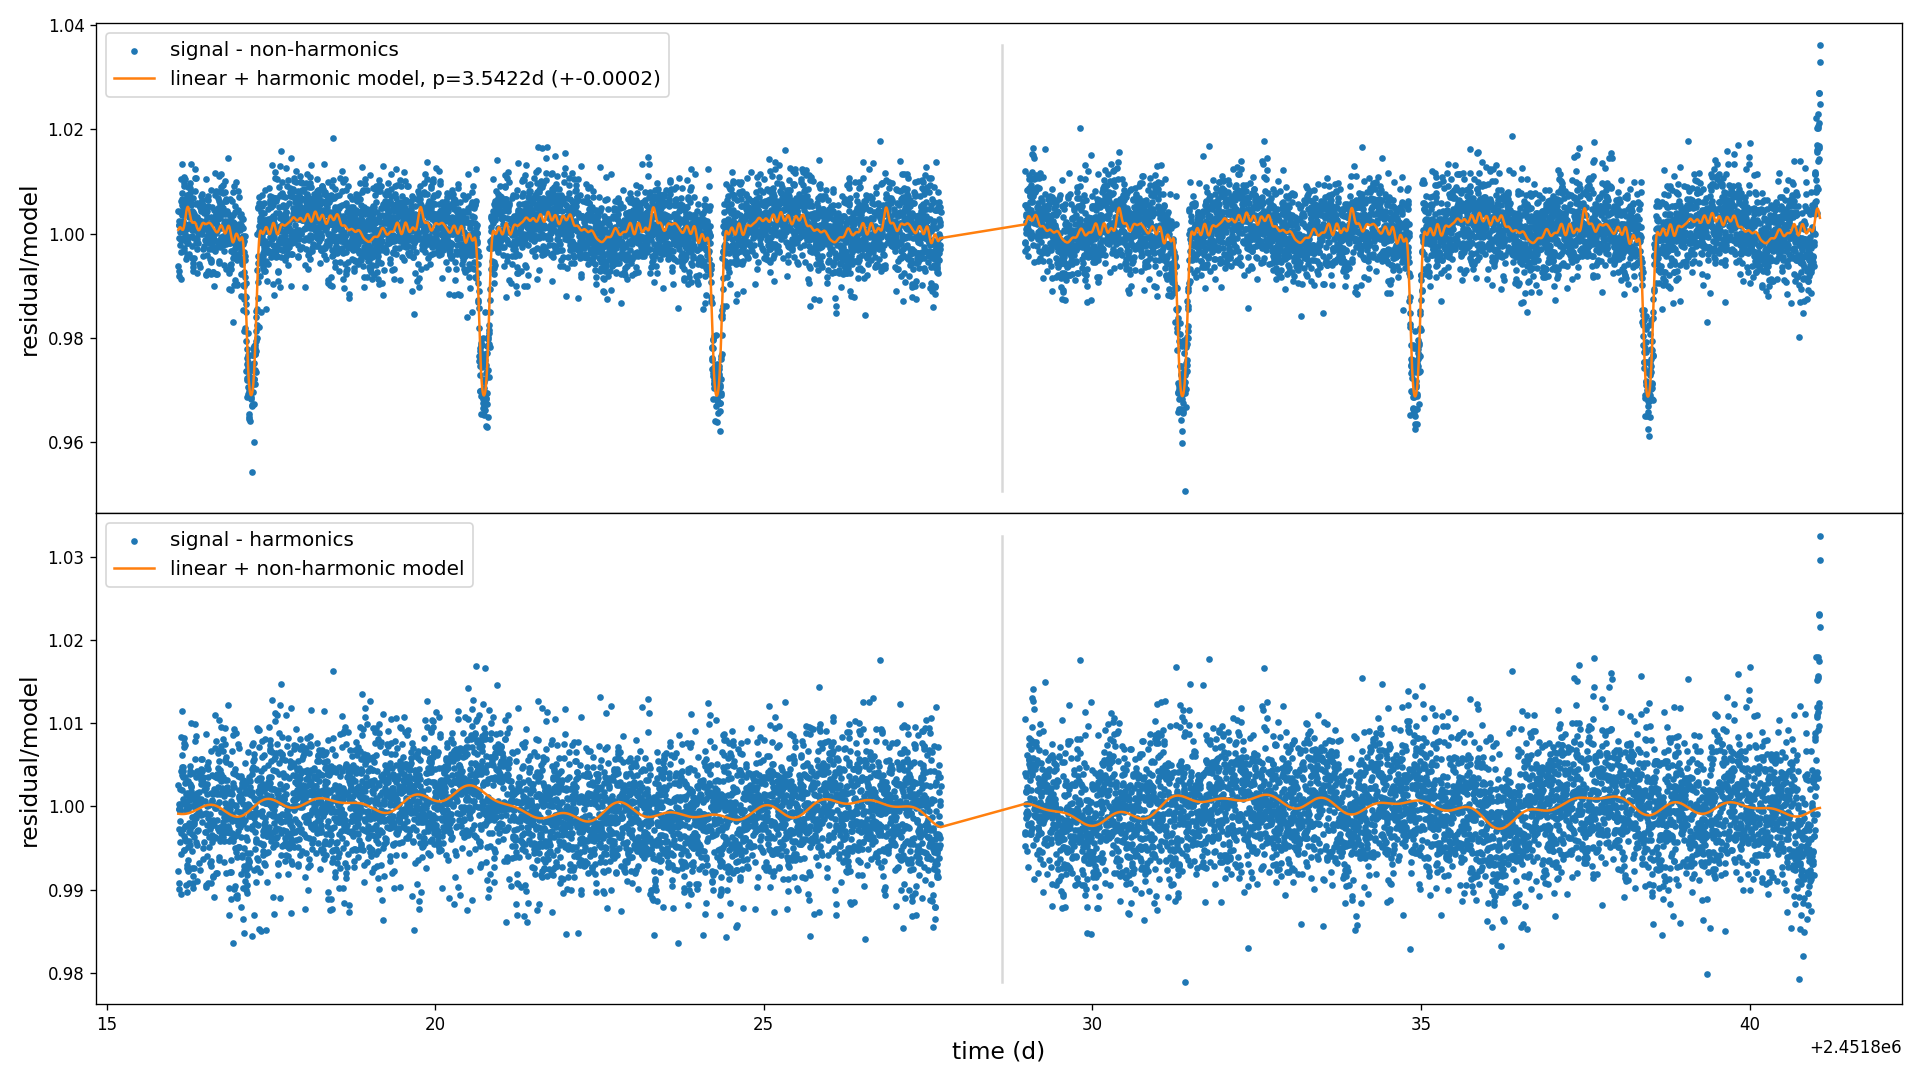 1.04
1.02
1.00
0.98
0.96
residual/model
signal - non-harmonics
linear + harmonic model, p=3.5422d (+-0.0002)
1.03
1.02
1.01
1.00
0.99
0.98
residual/model
signal - harmonics
linear + non-harmonic model
15
20
25
30
35
40
time (d)
+2.4518e6